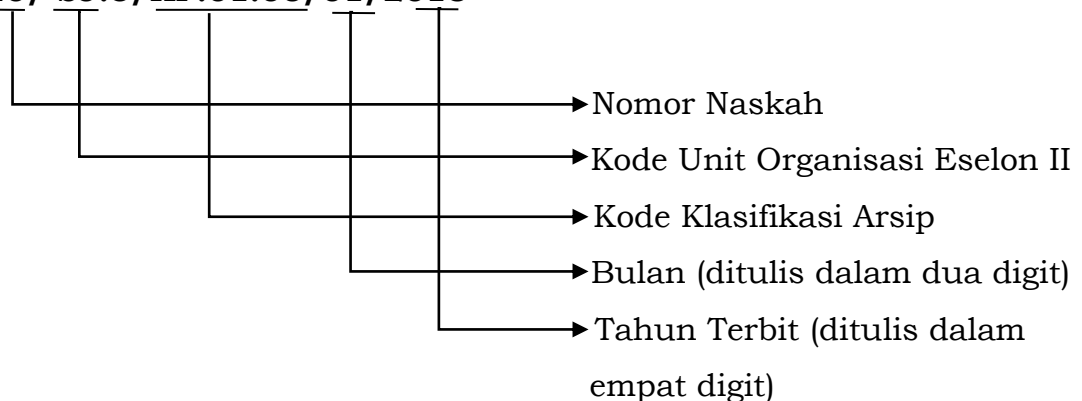 Nomor Naskah
Kode Unit Organisasi Eselon II
Kode Klasifikasi Arsip
Bulan (ditulis dalam dua digit)
Tahun Terbit (ditulis dalam
empat digit)